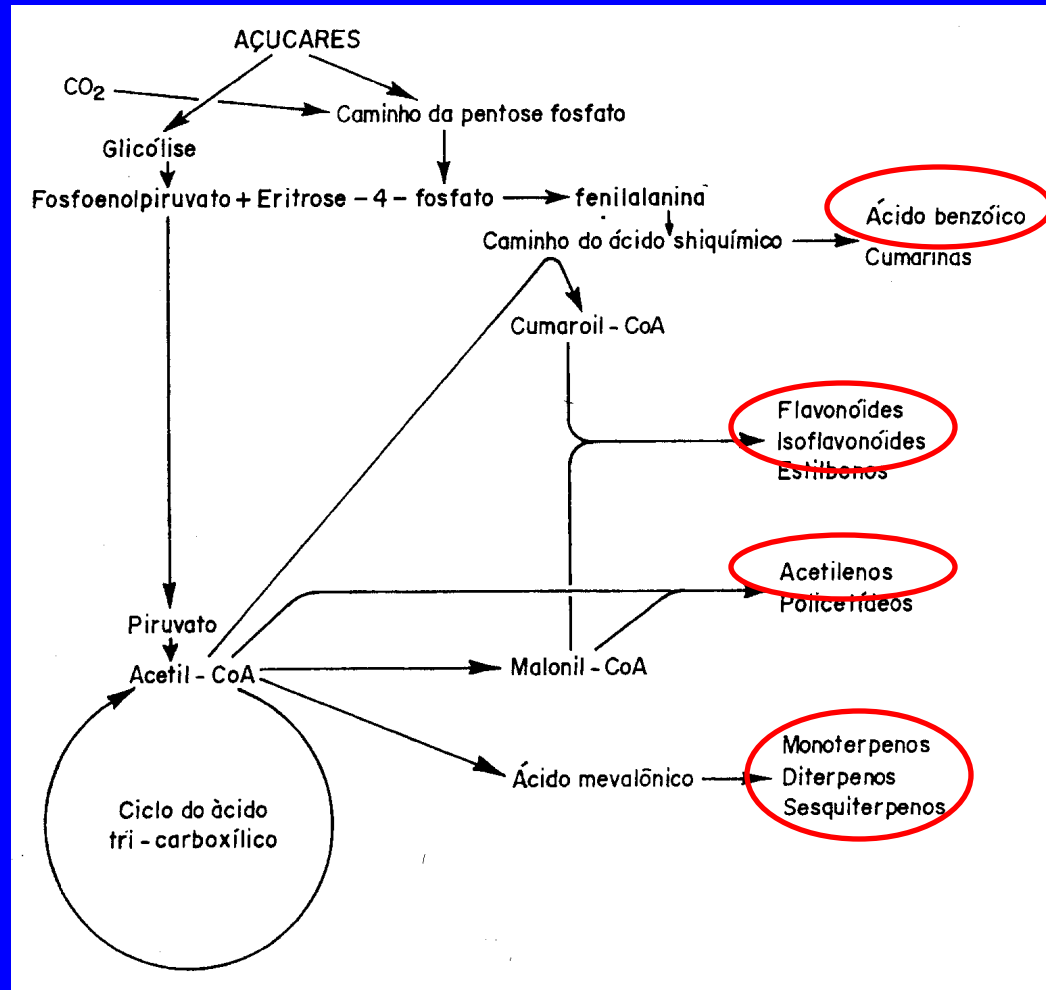 AÇUCARES
CO2
Caminho da pentose fosfato
Glicólise
Fosfoenolpiruvato + Eritrose - 4 - fosfato
fenilalanina
Ácido benzóico
Caminho do ácido shiquímico
Cumarinas
Cumaroil - CoA
Flavonóides
Isoflavonóides
Estilbenos
Acetilenos
Policetídeos
Piruvato
Acetil - CoA
Malonil - CoA
Monoterpenos
Ácido mevalônico
Diterpenos
Sesquiterpenos
Ciclo do àcido
tri - carboxílico